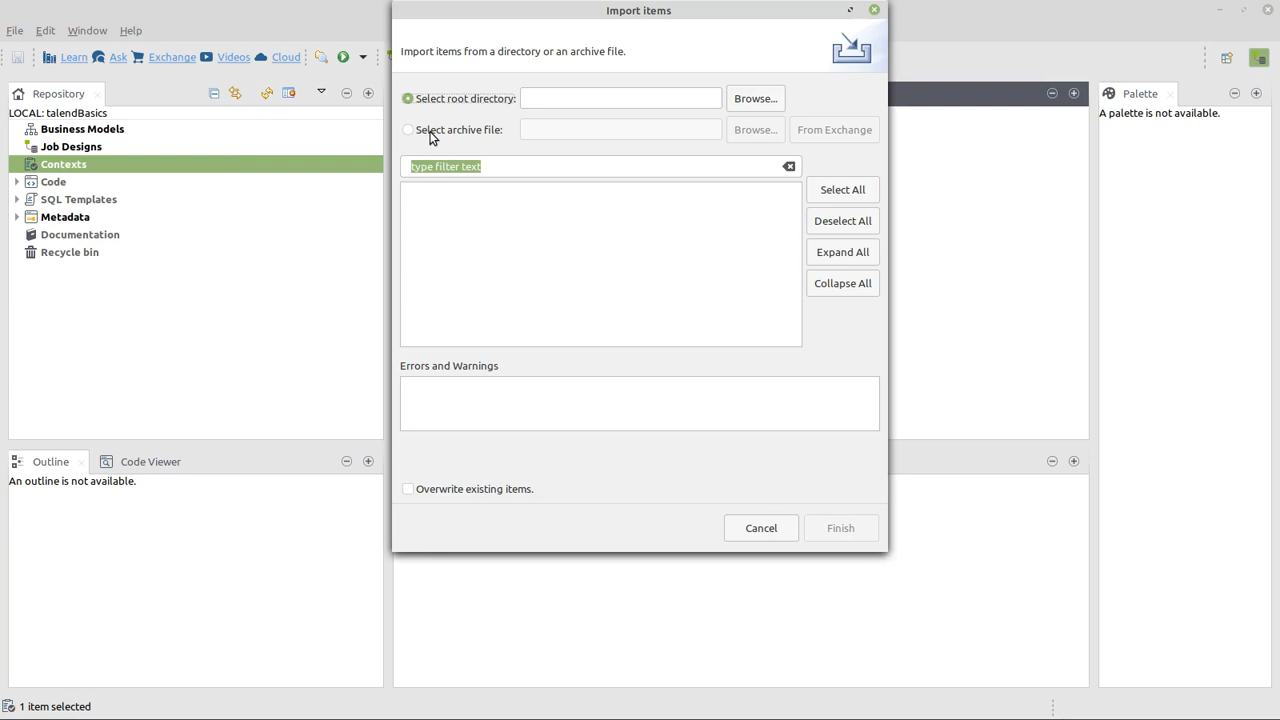 Import items
File Edit Window Help
Learn Ask Exchange Videos Cloud
Import items from a directory or an archive file.
Repository
LOCAL: talendBasics
Business Models
Job Designs
Contexts
Code
SQL Templates
Metadata
Documentation
Recycle bin
Select root directory:
Browse...
Select archive file:
Browse...
From Exchange
type filter text
Select All
Deselect All
Expand All
Collapse All
Errors and Warnings
Overwrite existing items.
Cancel
Finish
Palette
A palette is not available.
Outline
Code Viewer
An outline is not available.
1 item selected